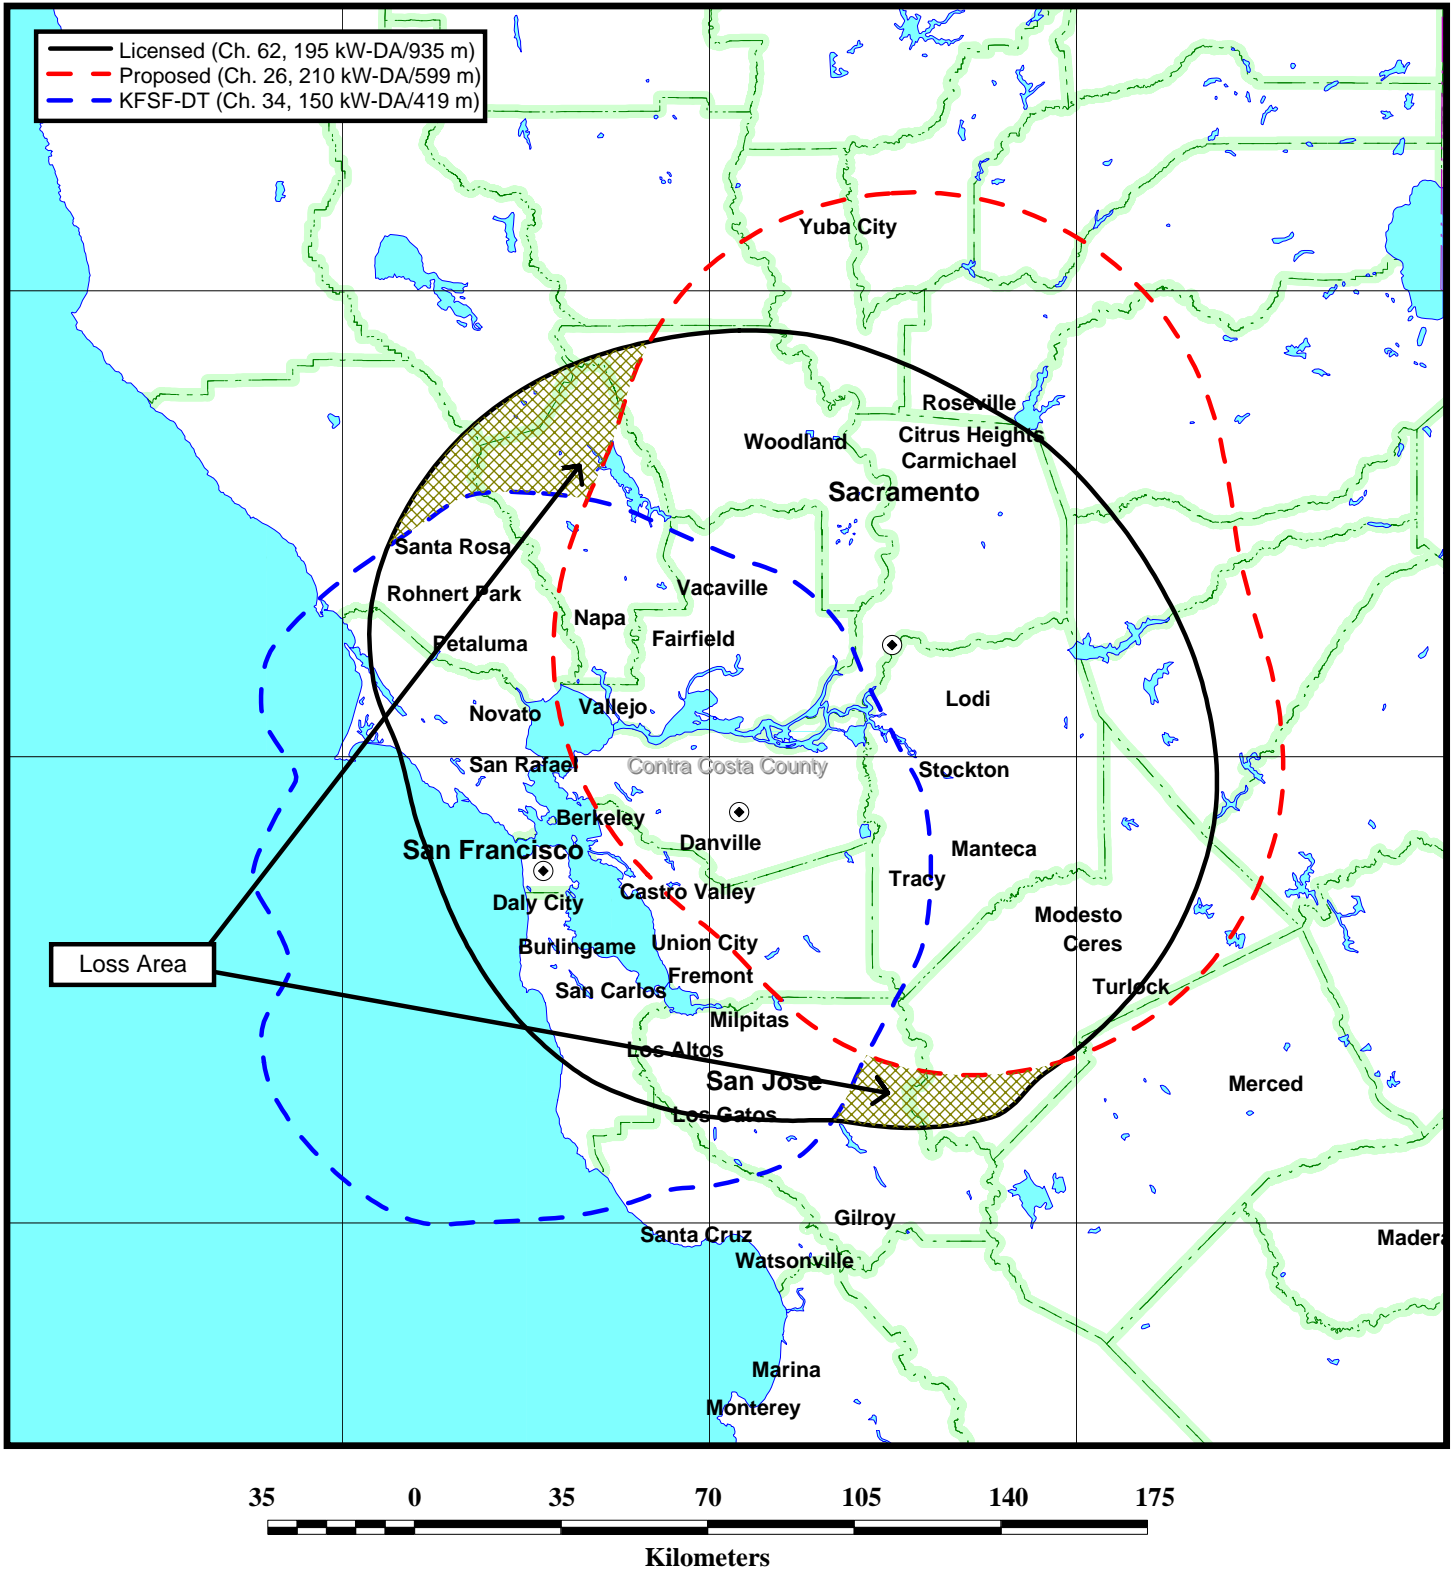 Licensed (Ch. 62, 195 kW-DA/935 m)
Proposed (Ch. 26, 210 kW-DA/599 m)
KFSF-DT (Ch. 34, 150 kW-DA/419 m)
Yuba City
Roseville
Woodland
Citrus Heights
Carmichael
Sacramento
Santa Rosa
Rohnert Park
Vacaville
Napa
Petaluma
Fairfield
Lodi
Novato
Vallejo
San Rafael
Contra Costa County
Stockton
Berkeley
San Francisco
Danville
Manteca
Tracy
Daly City
Castro Valley
Modesto
Burlingame
Union City
Ceres
Loss Area
Fremont
San Carlos
Turlock
Milpitas
Los Altos
San Jose
Merced
Los Gatos
Gilroy
Santa Cruz
Madera
Watsonville
Marina
Monterey
35 0 35 70 105 140 175
Kilometers